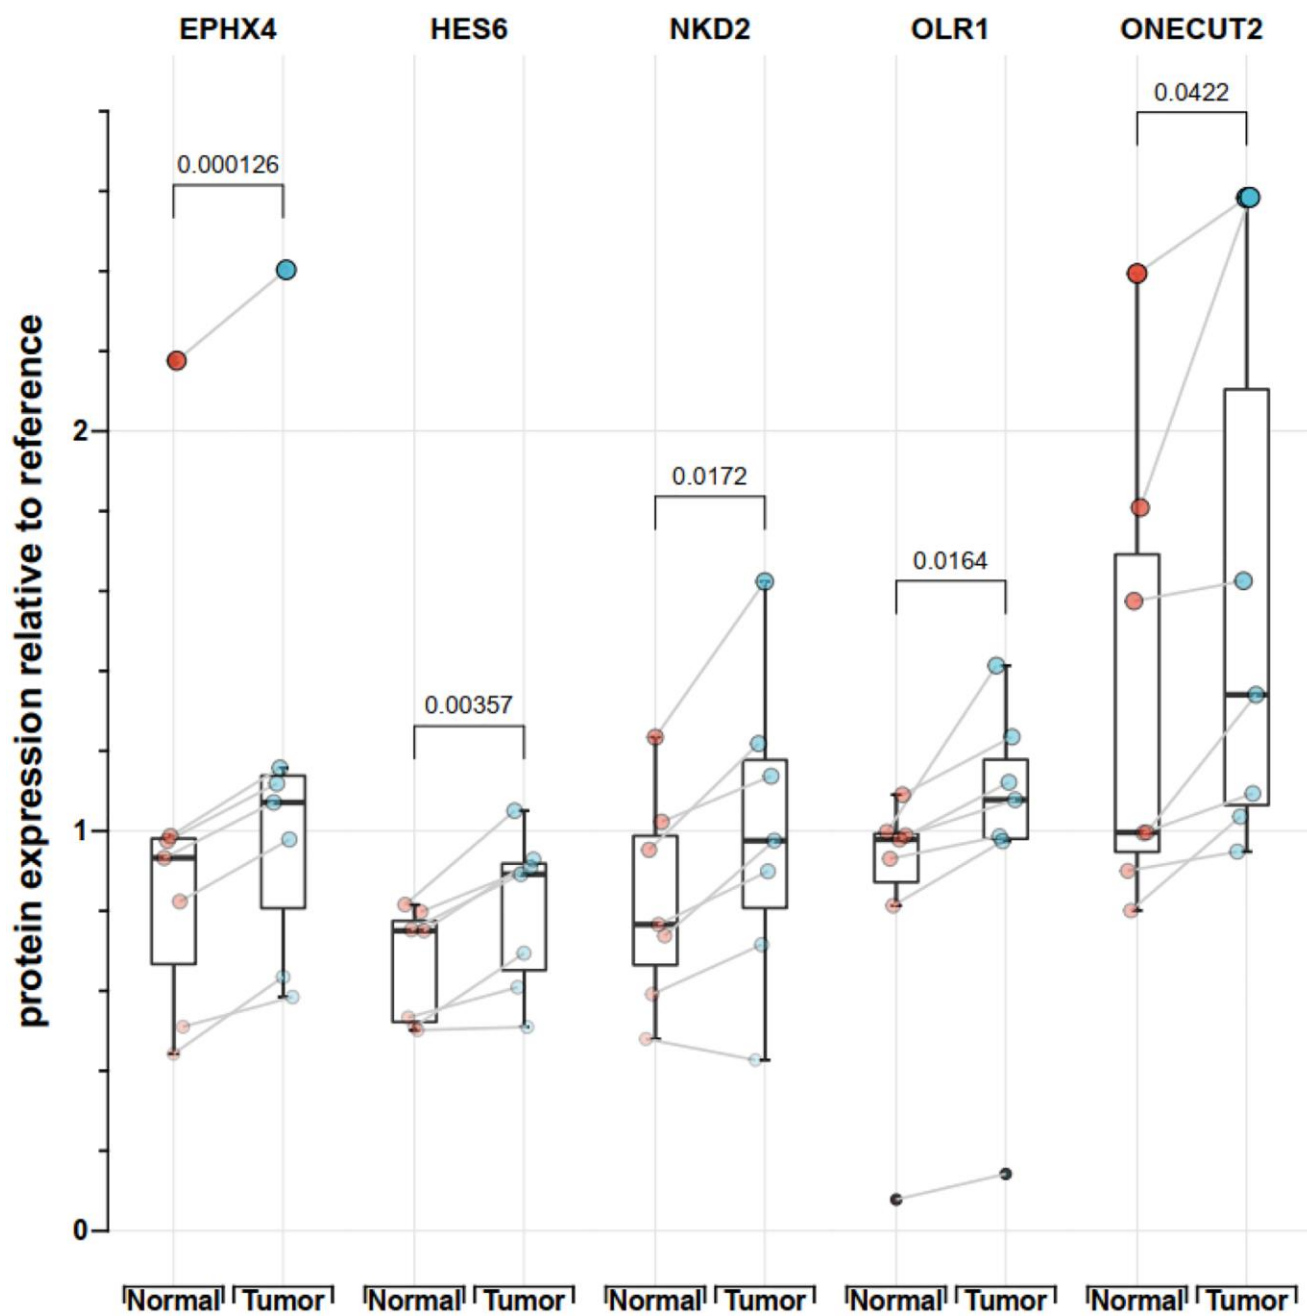 EPHX4 HES6 NKD2 OLR1 ONECUT2
0.0422
0.000126
0.0172
0.0164
0.00357
protein expression relative to reference
2
1
0
Normal Tumor Normal Tumor Normal Tumor Normal Tumor Normal Tumor